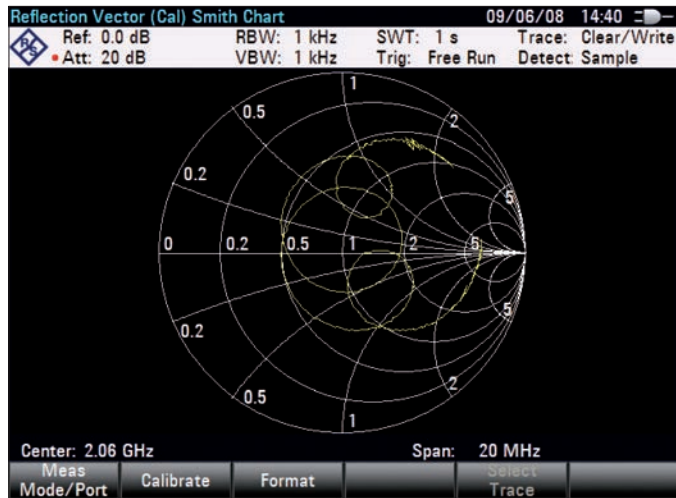 Reflection Vector (Cal) Smith Chart 09/06/08 14:40
Ref: 0.0 dB RBW: 1 kHz SWT: 1 s Trace: Clear/Write
Att: 20 dB VBW: 1 kHz Trig: Free Run Detect: Sample
R&S
1
0.5
2
0.2
5
0 0.2 0.5 1 2 5
5
0.2
2
0.5
1
Center: 2.06 GHz Span: 20 MHz
Meas Mode/Port
Calibrate
Format
Select Trace